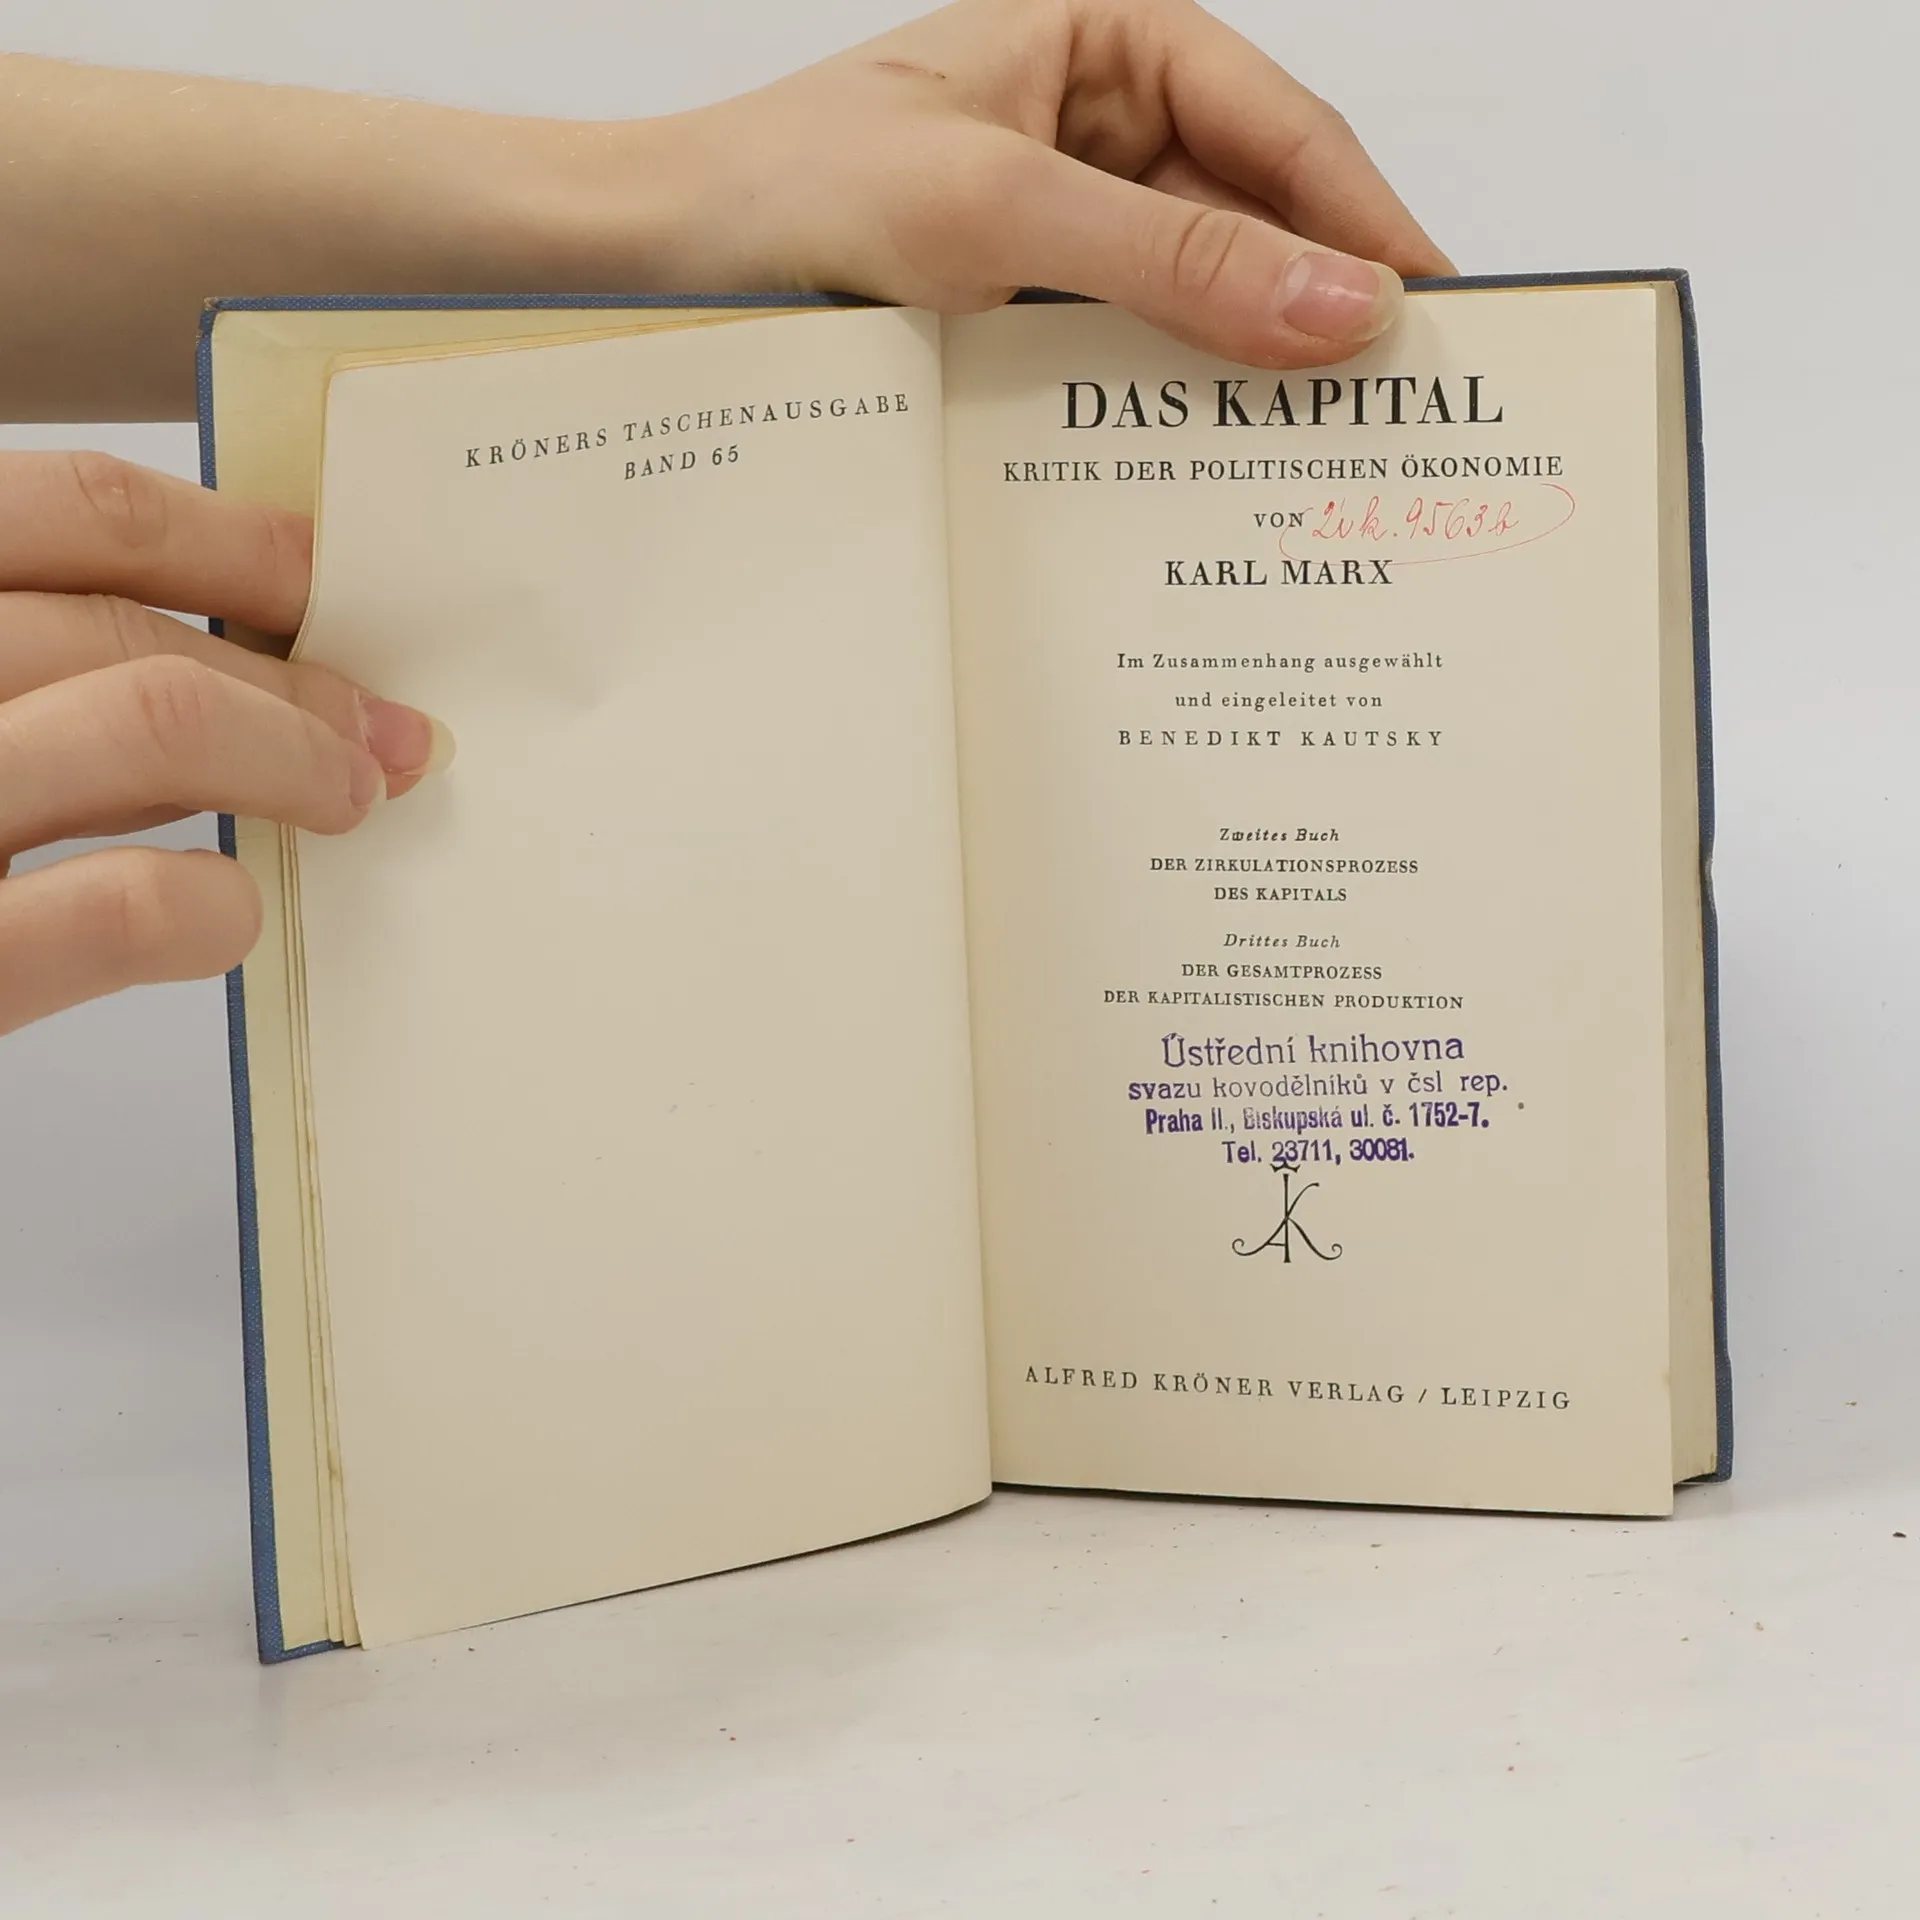 KRÖNERS TASCHENAUSGABE
BAND 65
DAS KAPITAL
KRITIK DER POLITISCHEN ÖKONOMIE
VON
KARL MARX
Im Zusammenhang ausgewählt
und eingeleitet von
BENEDIKT KAUTSKY
Zweites Buch
DER ZIRKULATIONSPROZESS
DES KAPITALS
Drittes Buch
DER GESAMTPROZESS
DER KAPITALISTISCHEN PRODUKTION
Ústřední knihovna
svazu kovodělníků v čsl rep.
Praha II., Biskupská ul. č. 1752-7.
Tel. 23711, 30081.
AK
ALFRED KRÖNER VERLAG / LEIPZIG